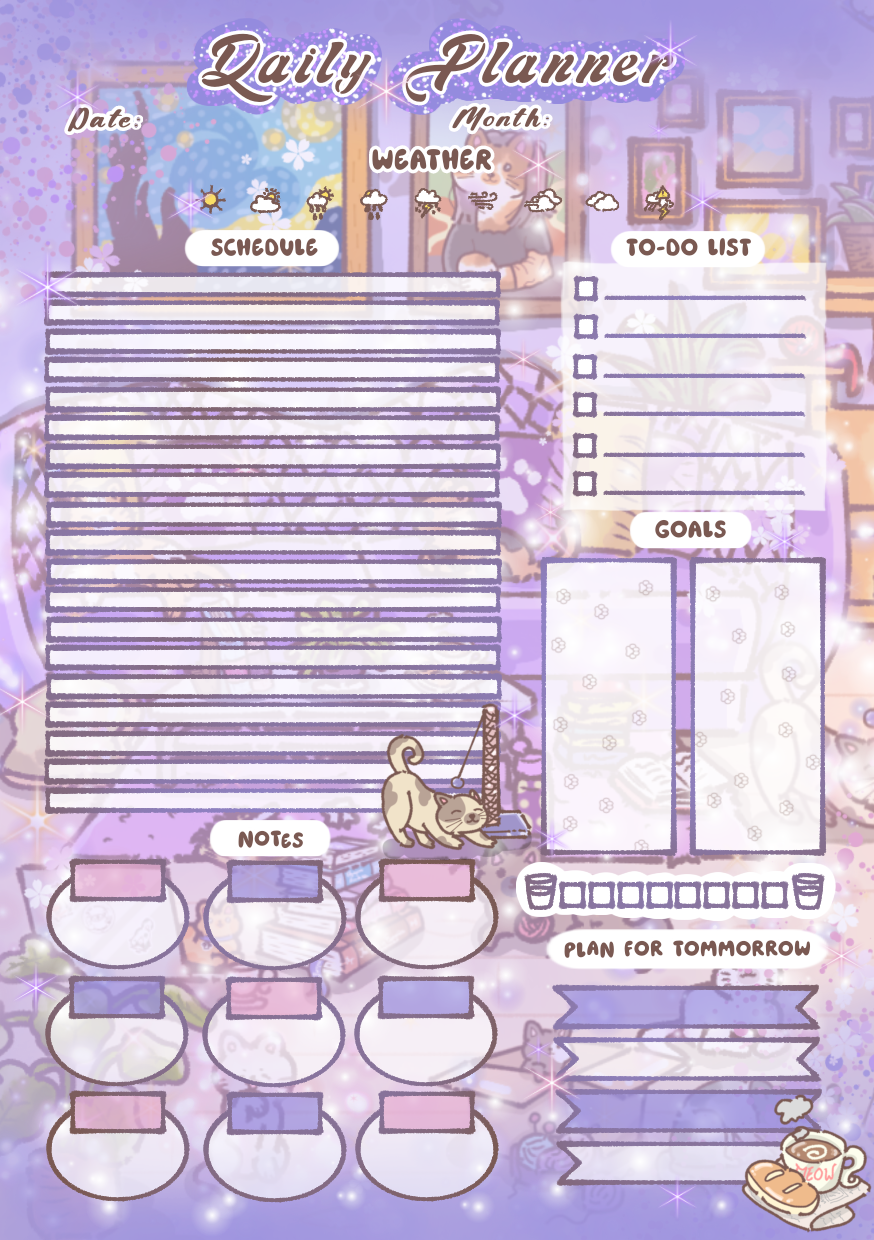 Daily Planner
Date:
Month:
WEATHER
SCHEDULE
TO-DO LIST
GOALS
NOTES
PLAN FOR TOMMORROW
MEOW